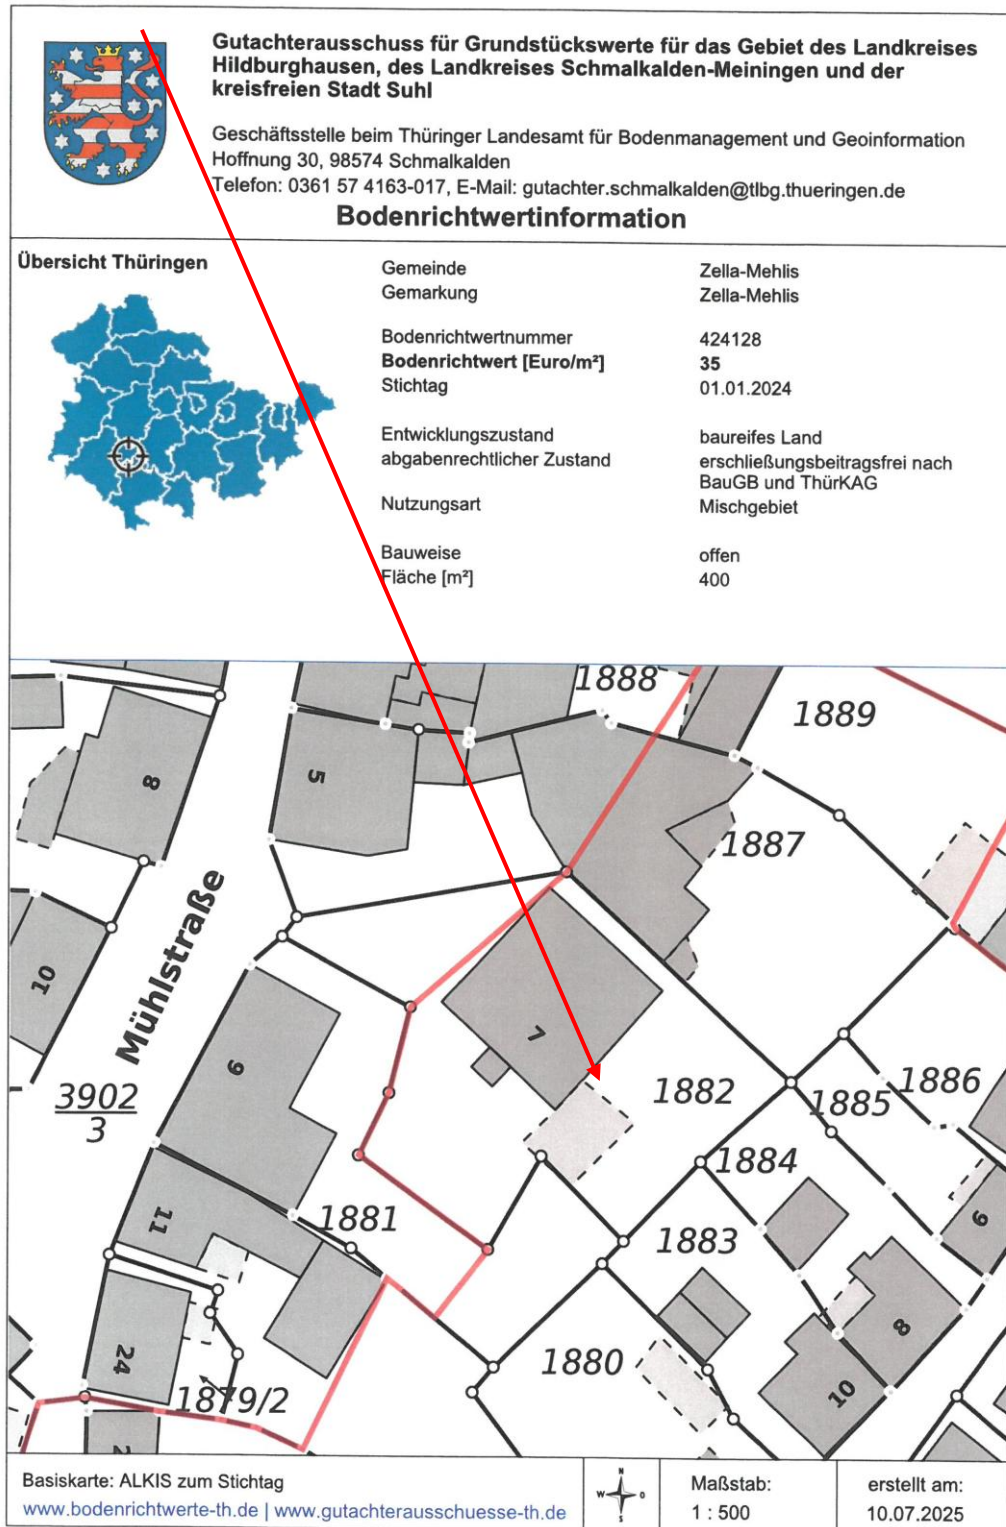 Gutachterausschuss für Grundstückswerte für das Gebiet des Landkreises
Hildburghausen, des Landkreises Schmalkalden-Meiningen und der
kreisfreien Stadt Suhl
Geschäftsstelle beim Thüringer Landesamt für Bodenmanagement und Geoinformation
Hoffnung 30, 98574 Schmalkalden
Telefon: 0361 57 4163-017, E-Mail: gutachter.schmalkalden@tlbg.thueringen.de
Bodenrichtwertinformation
Übersicht Thüringen
Gemeinde Zella-Mehlis
Gemarkung Zella-Mehlis
Bodenrichtwertnummer 424128
Bodenrichtwert [Euro/m²] 35
Stichtag 01.01.2024
Entwicklungszustand baureifes Land
abgabenrechtlicher Zustand erschließungsbeitragsfrei nach
BauGB und ThürKAG
Nutzungsart Mischgebiet
Bauweise offen
Fläche [m²] 400
1888
1889
8
5
1887
10
Mühlstraße
7
9
3902
3
1882
1886
1885
1884
11
1881
1883
9
8
24
1880
10
1879/2
2
Basiskarte: ALKIS zum Stichtag
www.bodenrichtwerte-th.de | www.gutachterausschuesse-th.de
N
W O
S
Maßstab:
1 : 500
erstellt am:
10.07.2025